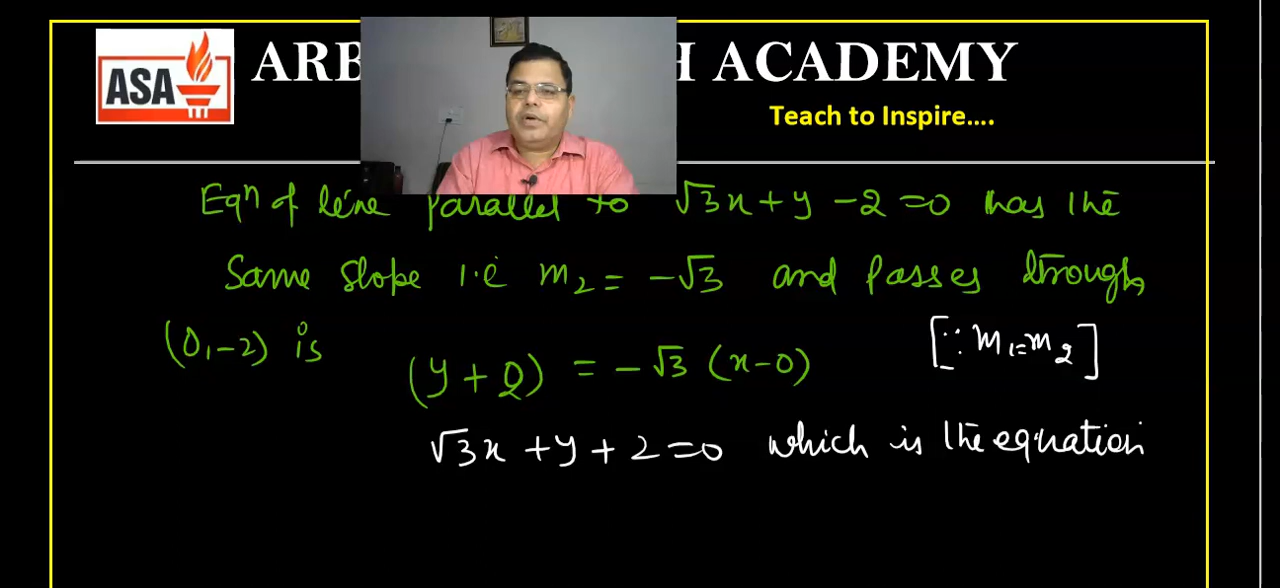 ASA
ARB H ACADEMY
Teach to Inspire....
Eqn of line parallel to √3x + y - 2 = 0 has the
Same slope i.e m₂ = -√3 and passes through
(0, -2) is
[∵ m₁ = m₂]
(y + 2) = -√3 (x - 0)
√3x + y + 2 = 0 which is the equation